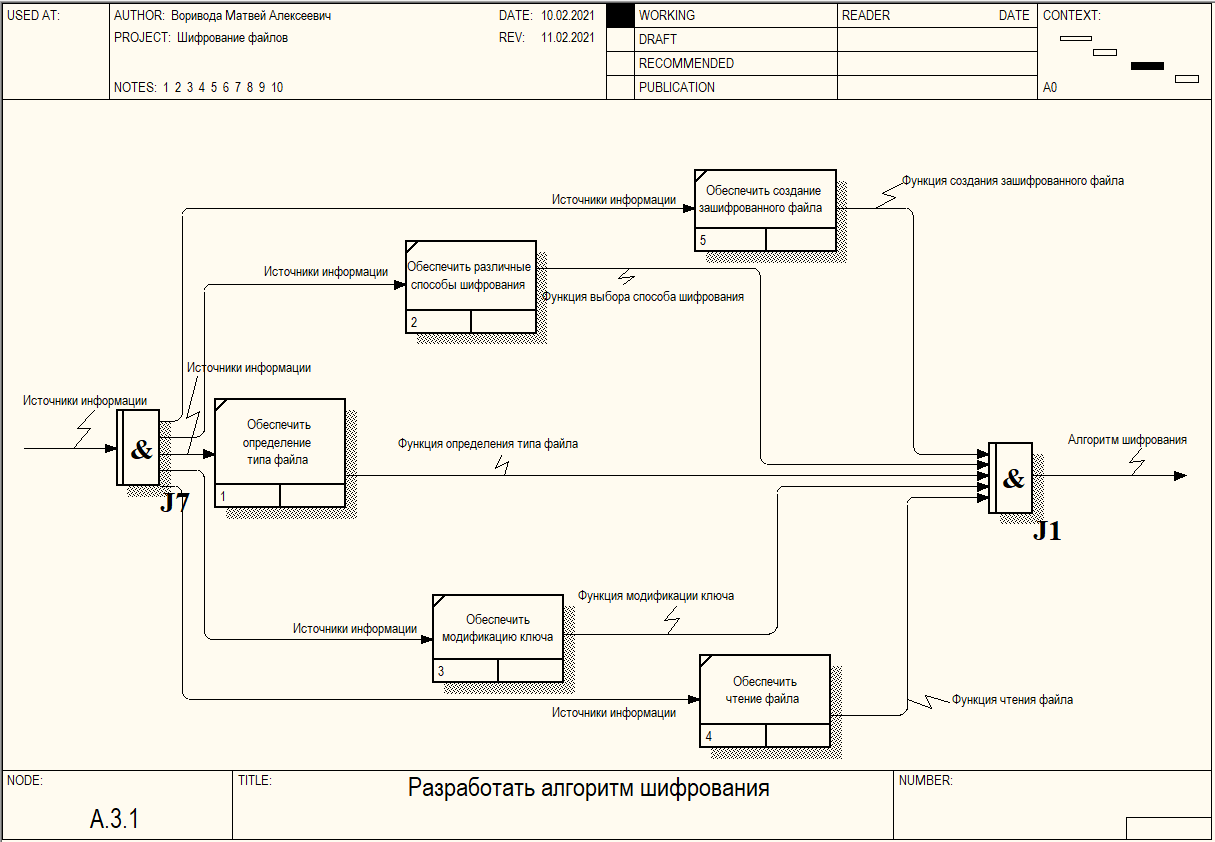 USED AT:
AUTHOR: Воривода Матвей Алексеевич
DATE: 10.02.2021
PROJECT: Шифрование файлов
REV: 11.02.2021
NOTES: 1 2 3 4 5 6 7 8 9 10
WORKING
DRAFT
RECOMMENDED
PUBLICATION
READER
DATE
CONTEXT:
A0
Функция создания зашифрованного файла
Источники информации
Обеспечить создание
зашифрованного файла
5
Источники информации
Обеспечить различные
способы шифрования
2
Функция выбора способа шифрования
Источники информации
Источники информации
&
J7
Обеспечить
определение
типа файла
1
Функция определения типа файла
Алгоритм шифрования
&
J1
Функция модификации ключа
Источники информации
Обеспечить
модификацию ключа
3
Обеспечить
чтение файла
4
Функция чтения файла
Источники информации
NODE:
A.3.1
TITLE:
Разработать алгоритм шифрования
NUMBER: